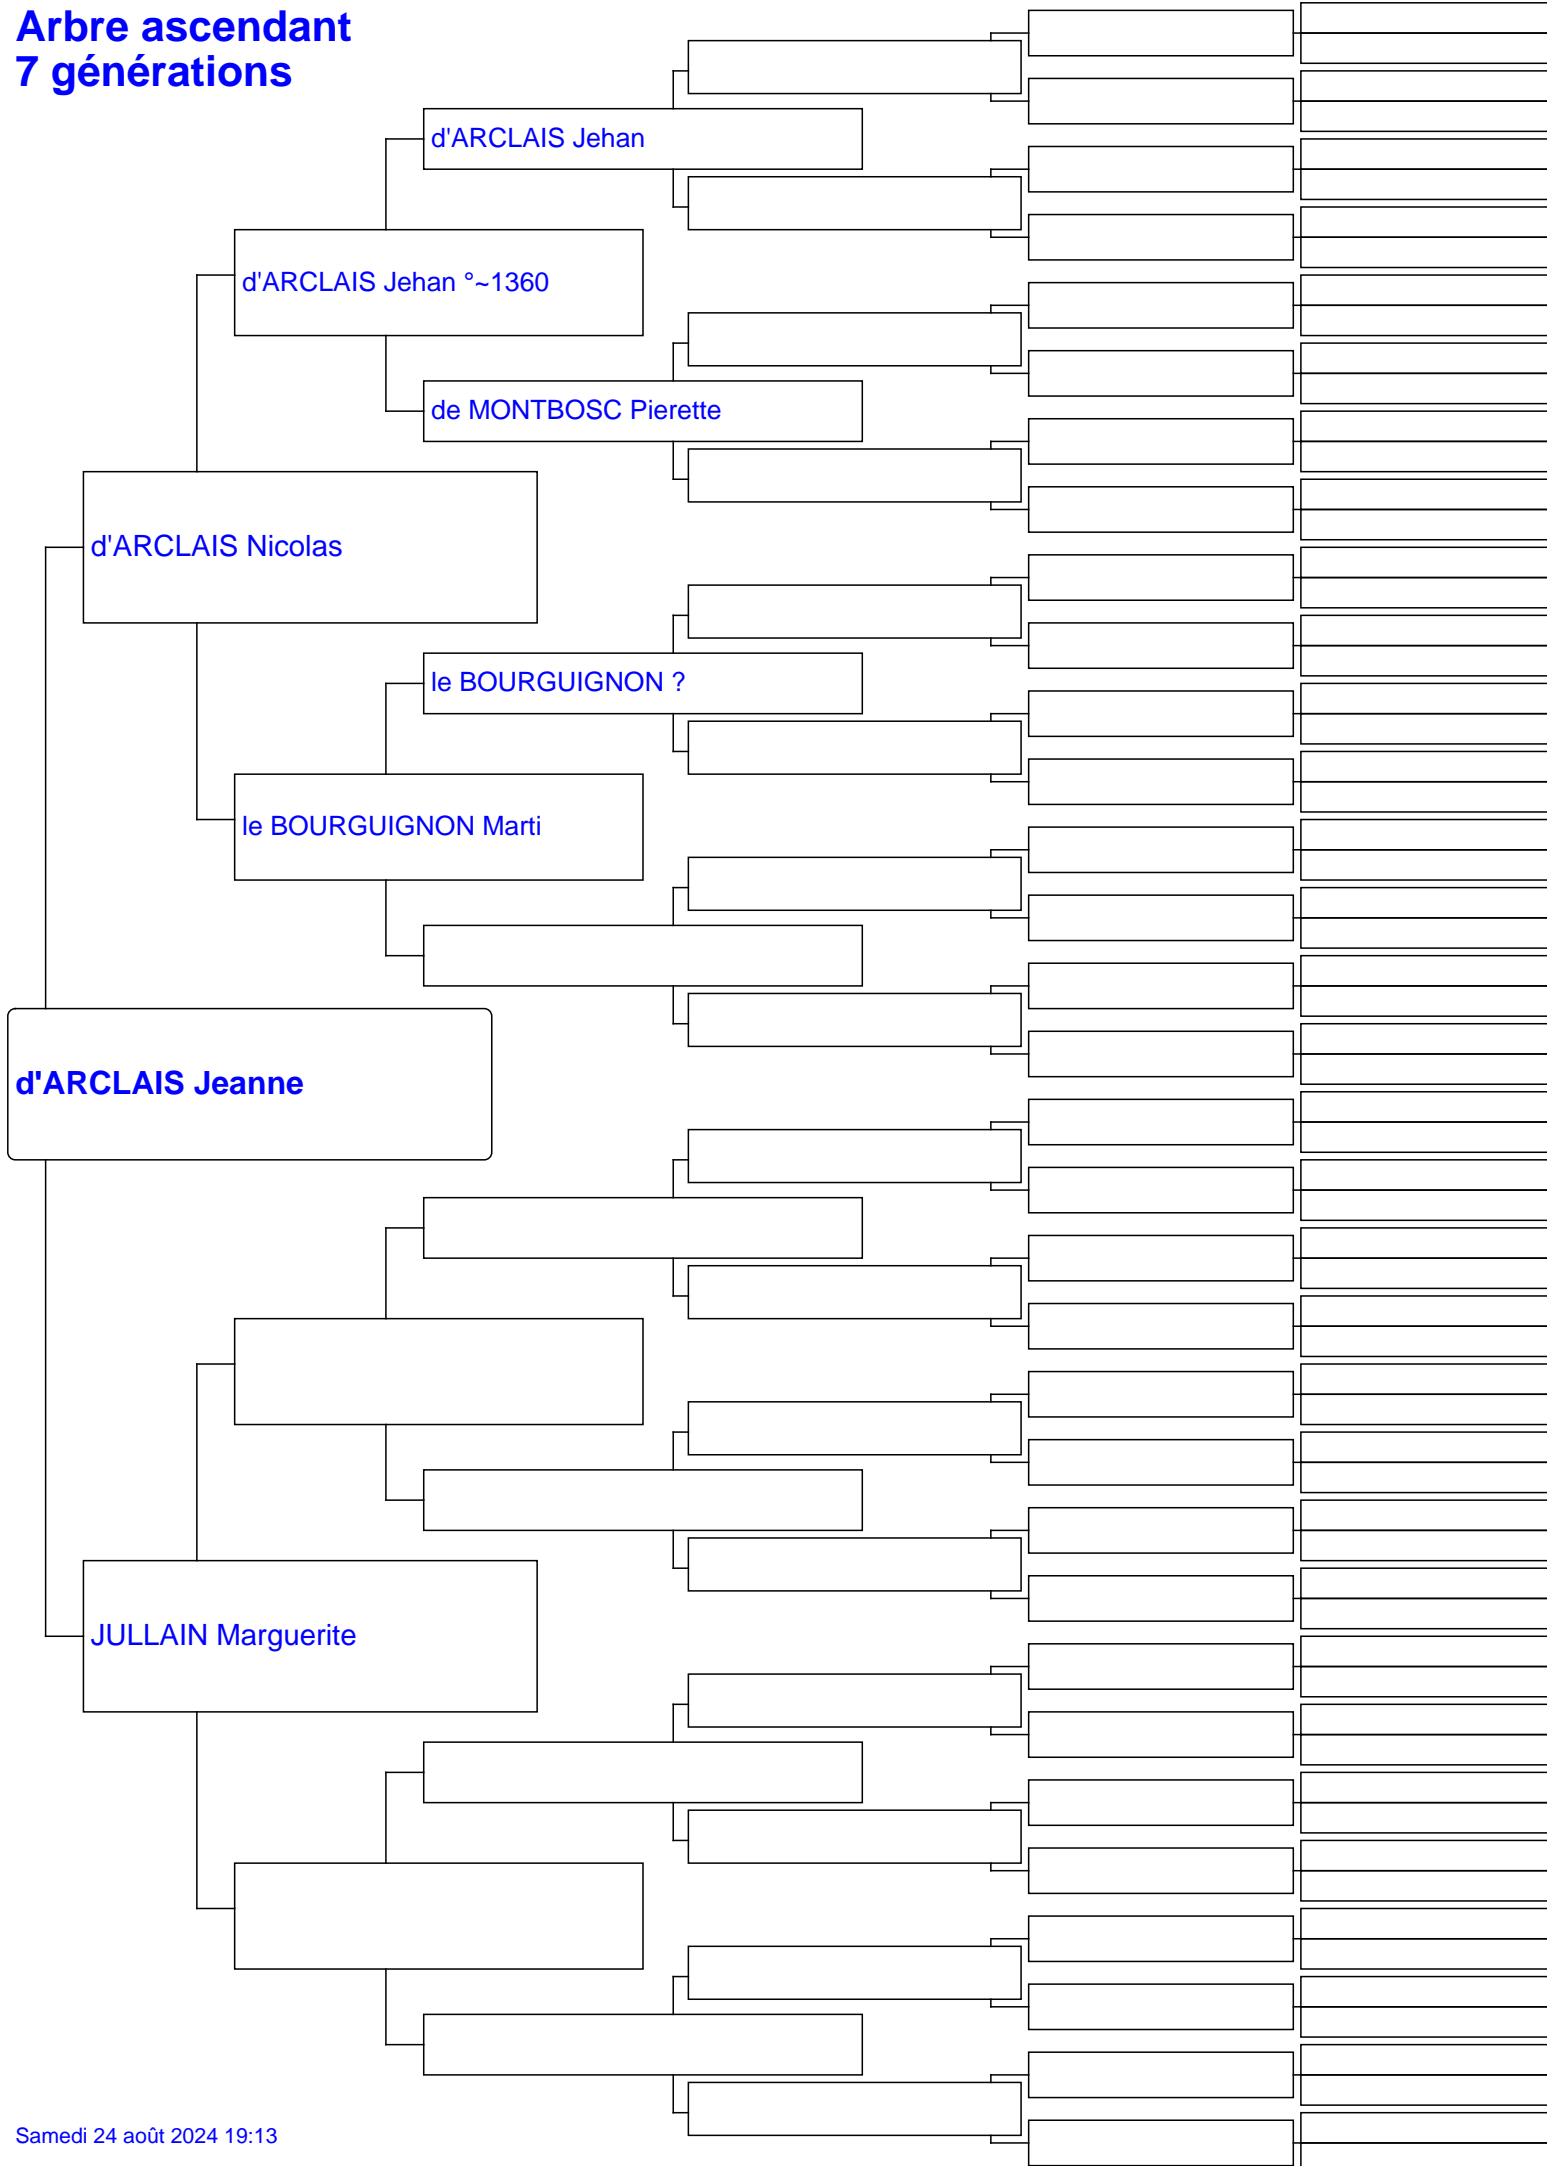 Arbre ascendant
7 générations
d'ARCLAIS Jehan
d'ARCLAIS Jehan °~1360
de MONTBOSC Pierette
d'ARCLAIS Nicolas
le BOURGUIGNON ?
le BOURGUIGNON Marti
d'ARCLAIS Jeanne
JULLAIN Marguerite
Samedi 24 août 2024 19:13